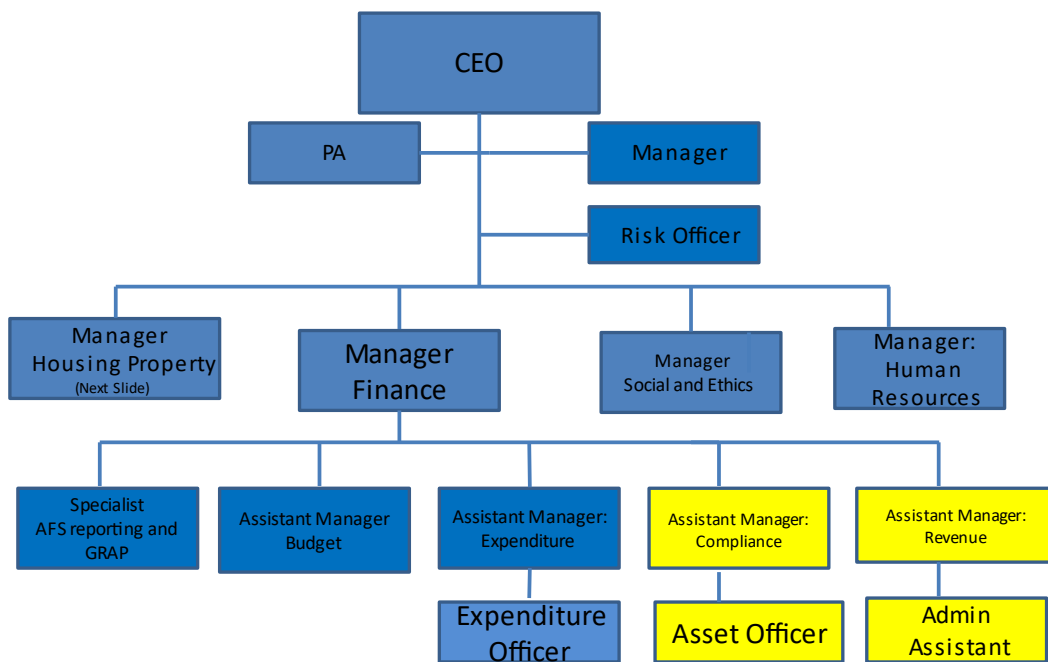 CEO
PA
Manager
Risk Officer
Manager
Housing Property
(Next Slide)
Manager
Finance
Manager
Social and Ethics
Manager:
Human
Resources
Specialist
AFS reporting and
GRAP
Assistant Manager
Budget
Assistant Manager:
Expenditure
Assistant Manager:
Compliance
Assistant Manager:
Revenue
Expenditure
Officer
Asset Officer
Admin
Assistant